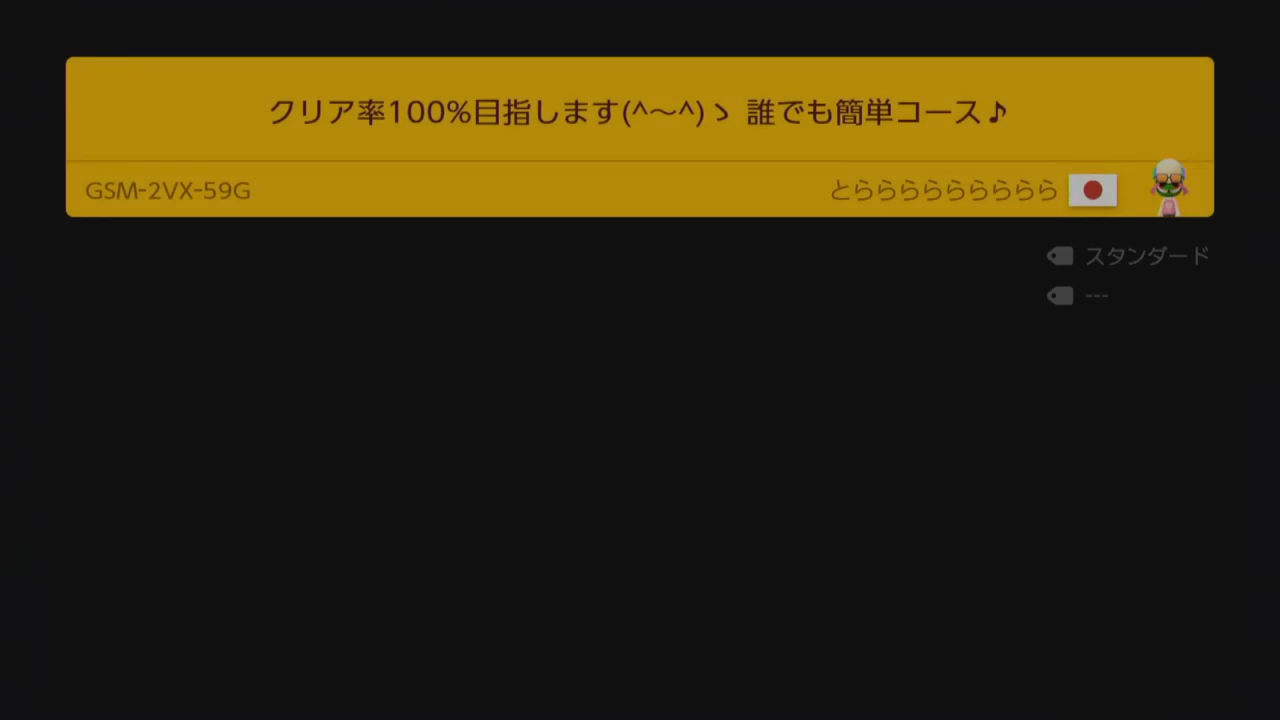 クリア率100%目指します(^～^)ゝ 誰でも簡単コース♪
GSM-2VX-59G
とららららららららら
スタンダード
---